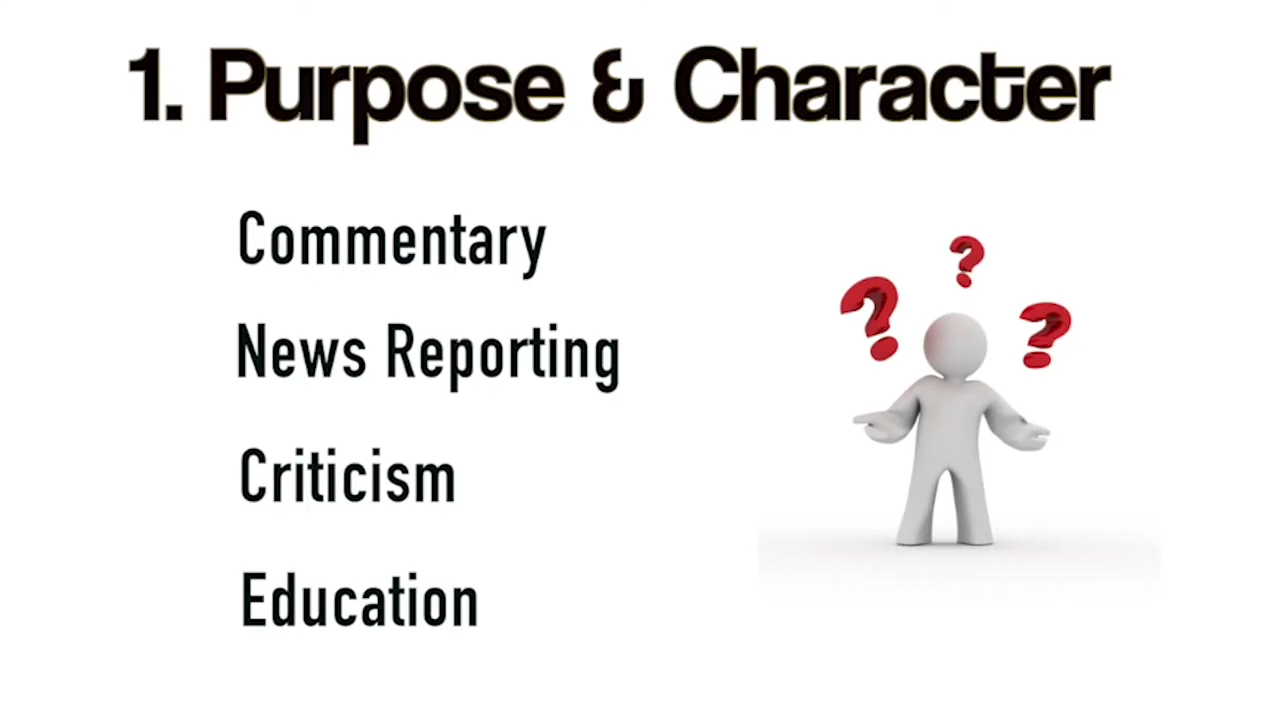 1. Purpose & Character
Commentary
News Reporting
Criticism
Education
???